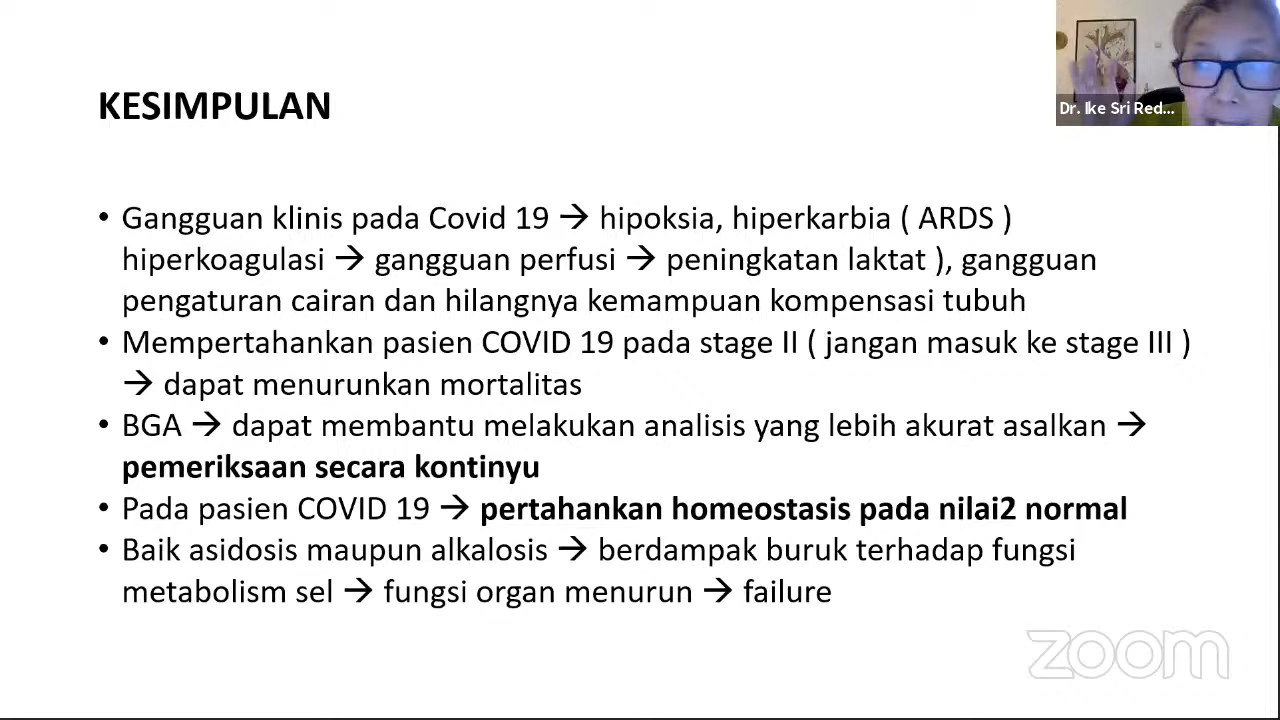 KESIMPULAN
Dr. Ike Sri Red...
• Gangguan klinis pada Covid 19 → hipoksia, hiperkarbia ( ARDS )
hiperkoagulasi → gangguan perfusi → peningkatan laktat ), gangguan
pengaturan cairan dan hilangnya kemampuan kompensasi tubuh
• Mempertahankan pasien COVID 19 pada stage II ( jangan masuk ke stage III )
→ dapat menurunkan mortalitas
• BGA → dapat membantu melakukan analisis yang lebih akurat asalkan →
pemeriksaan secara kontinyu
• Pada pasien COVID 19 → pertahankan homeostasis pada nilai2 normal
• Baik asidosis maupun alkalosis → berdampak buruk terhadap fungsi
metabolism sel → fungsi organ menurun → failure
zoom